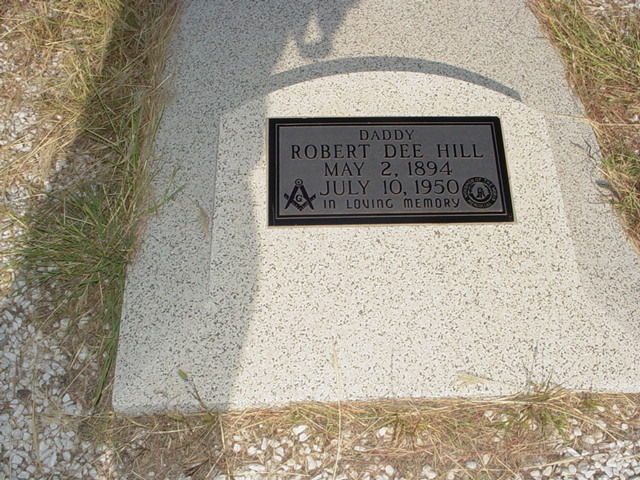 DADDY
ROBERT DEE HILL
MAY 2, 1894
JULY 10, 1950
G
IN LOVING MEMORY